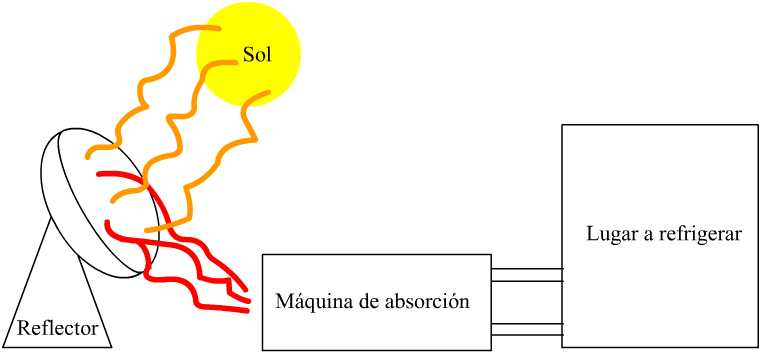 Sol
Lugar a refrigerar
Máquina de absorción
Reflector